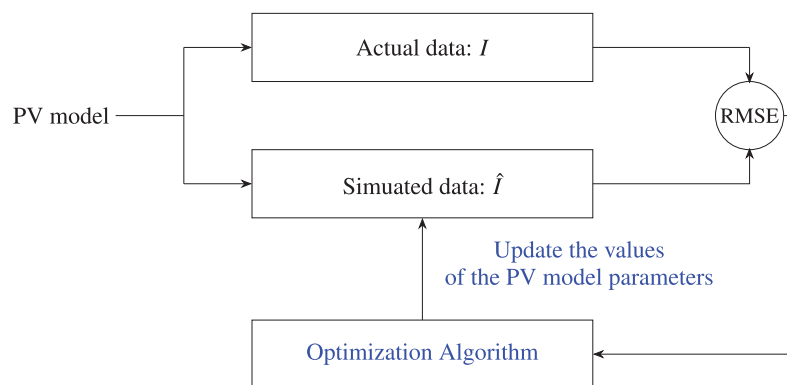 Actual data: I
PV model
RMSE
Simuated data: Î
Update the values
of the PV model parameters
Optimization Algorithm